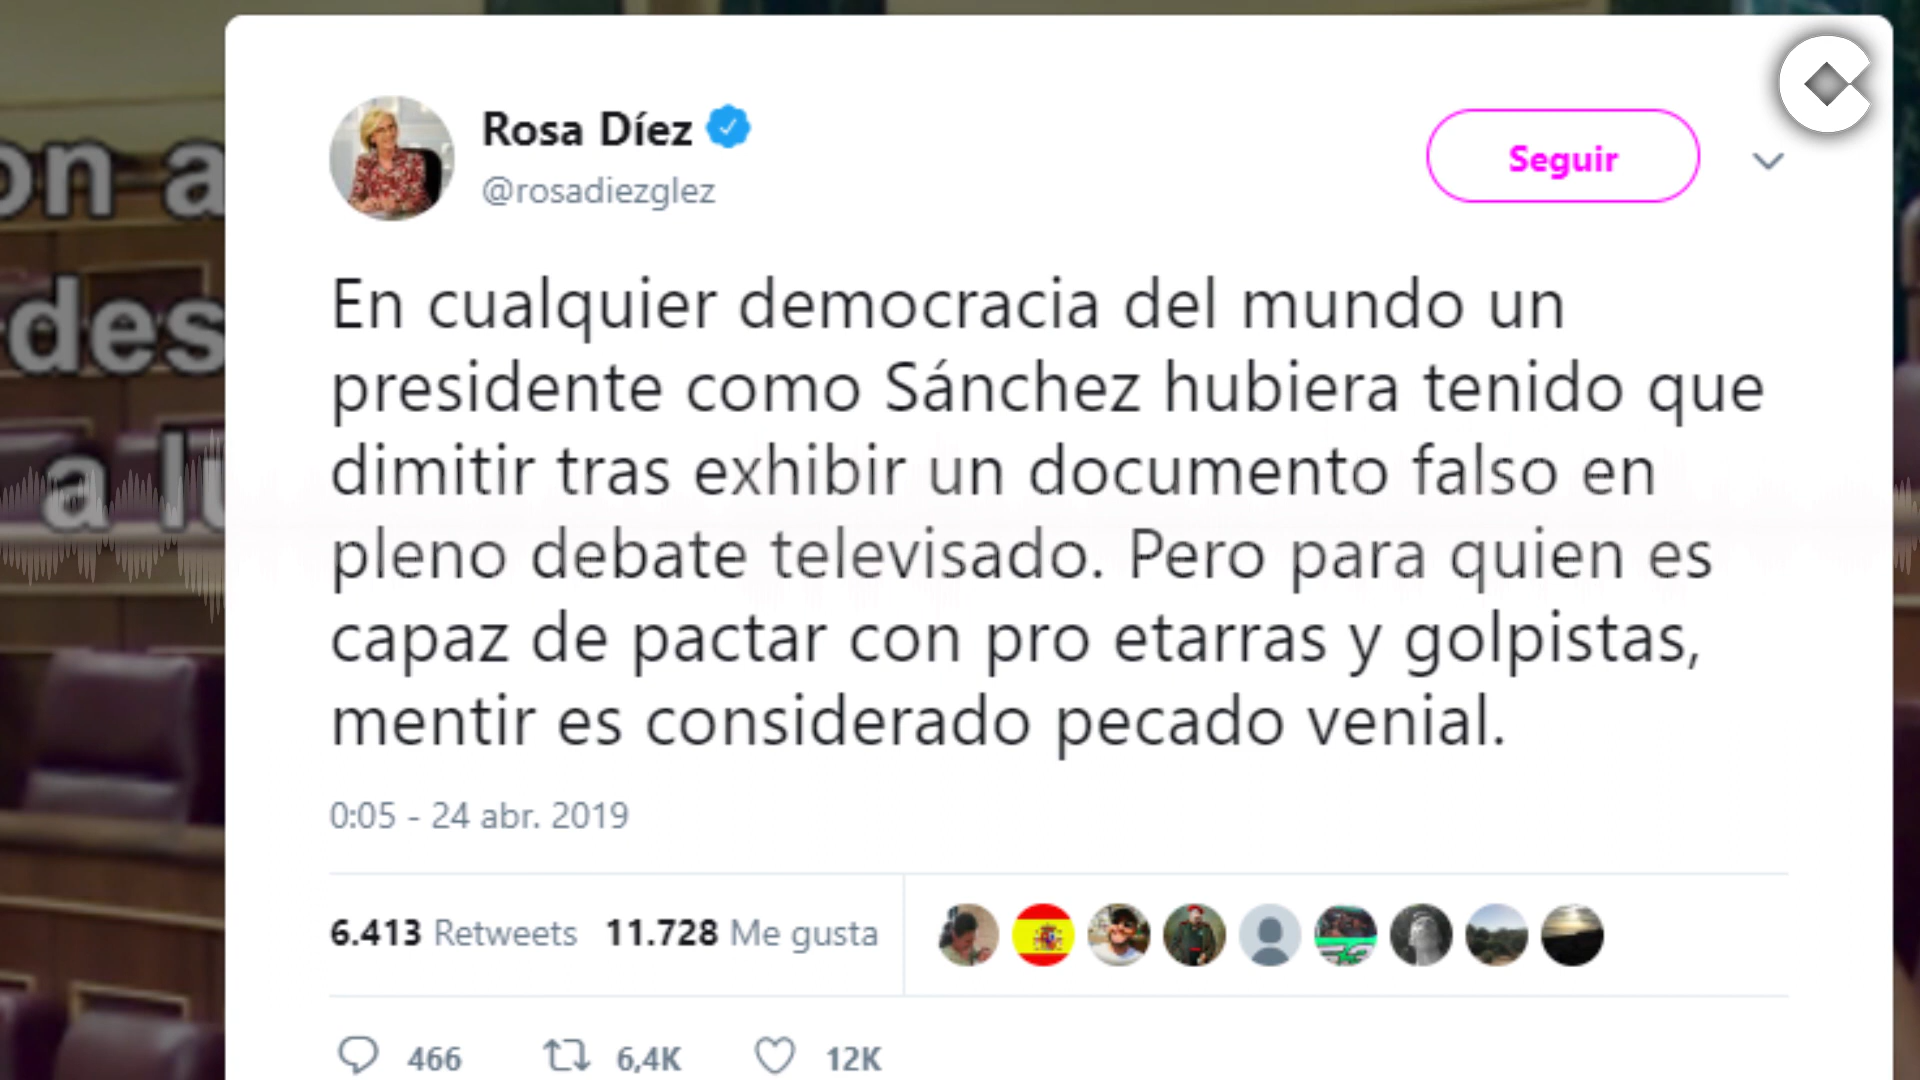 on a
des
a lu
Rosa Díez
@rosadiezglez
Seguir
En cualquier democracia del mundo un
presidente como Sánchez hubiera tenido que
dimitir tras exhibir un documento falso en
pleno debate televisado. Pero para quien es
capaz de pactar con pro etarras y golpistas,
mentir es considerado pecado venial.
0:05 - 24 abr. 2019
6.413 Retweets 11.728 Me gusta
466 6,4K 12K